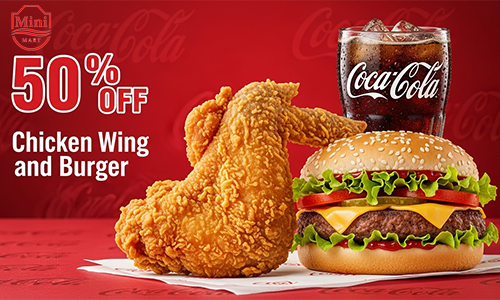 Mini
MART
50% OFF
Chicken Wing
and Burger
Coca-Cola